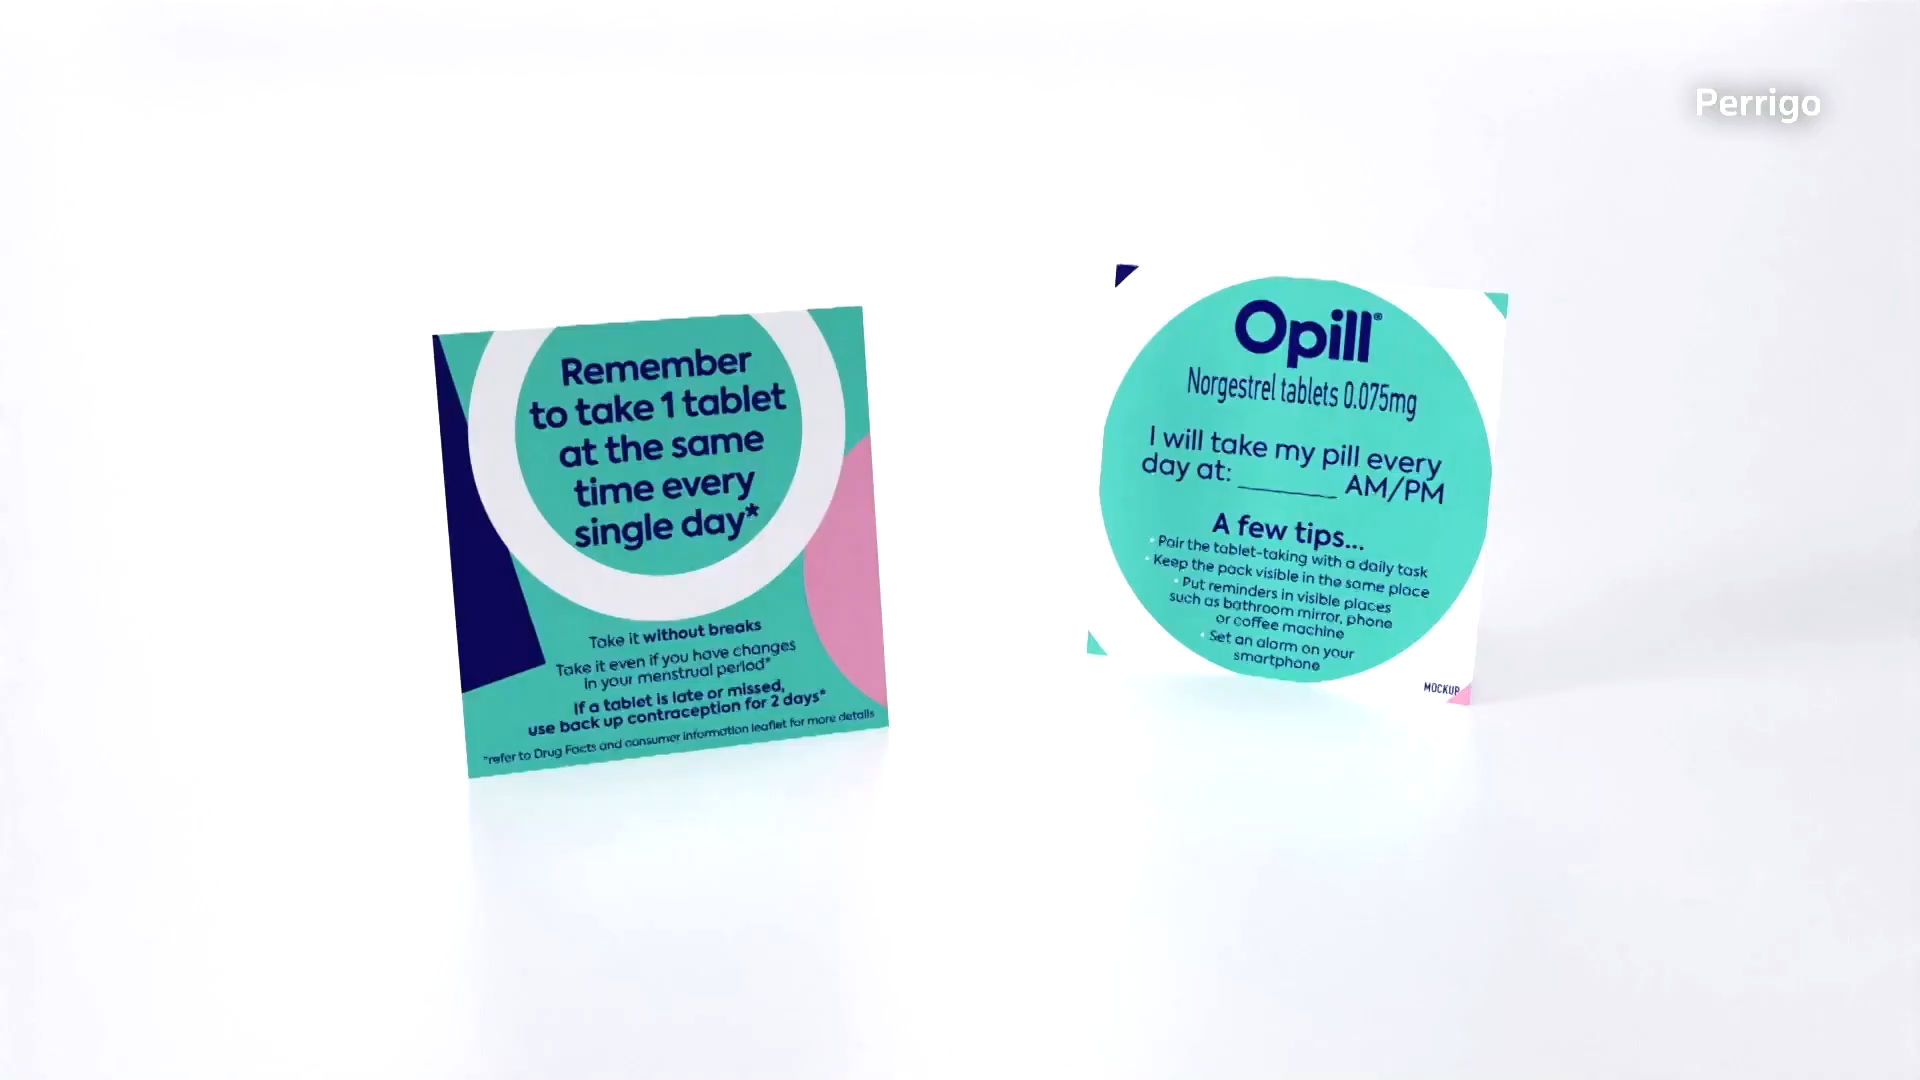 Perrigo
Remember
to take 1 tablet
at the same
time every
single day*
Take it without breaks
Take it even if you have changes
in your menstrual period*
If a tablet is late or missed,
use back up contraception for 2 days*
*refer to Drug Facts and consumer information leaflet for more details
Opill®
Norgestrel tablets 0.075mg
I will take my pill every
day at: ________ AM/PM
A few tips...
• Pair the tablet-taking with a daily task
• Keep the pack visible in the same place
• Put reminders in visible places
such as bathroom mirror, phone
or coffee machine
• Set an alarm on your
smartphone
MOCKUP